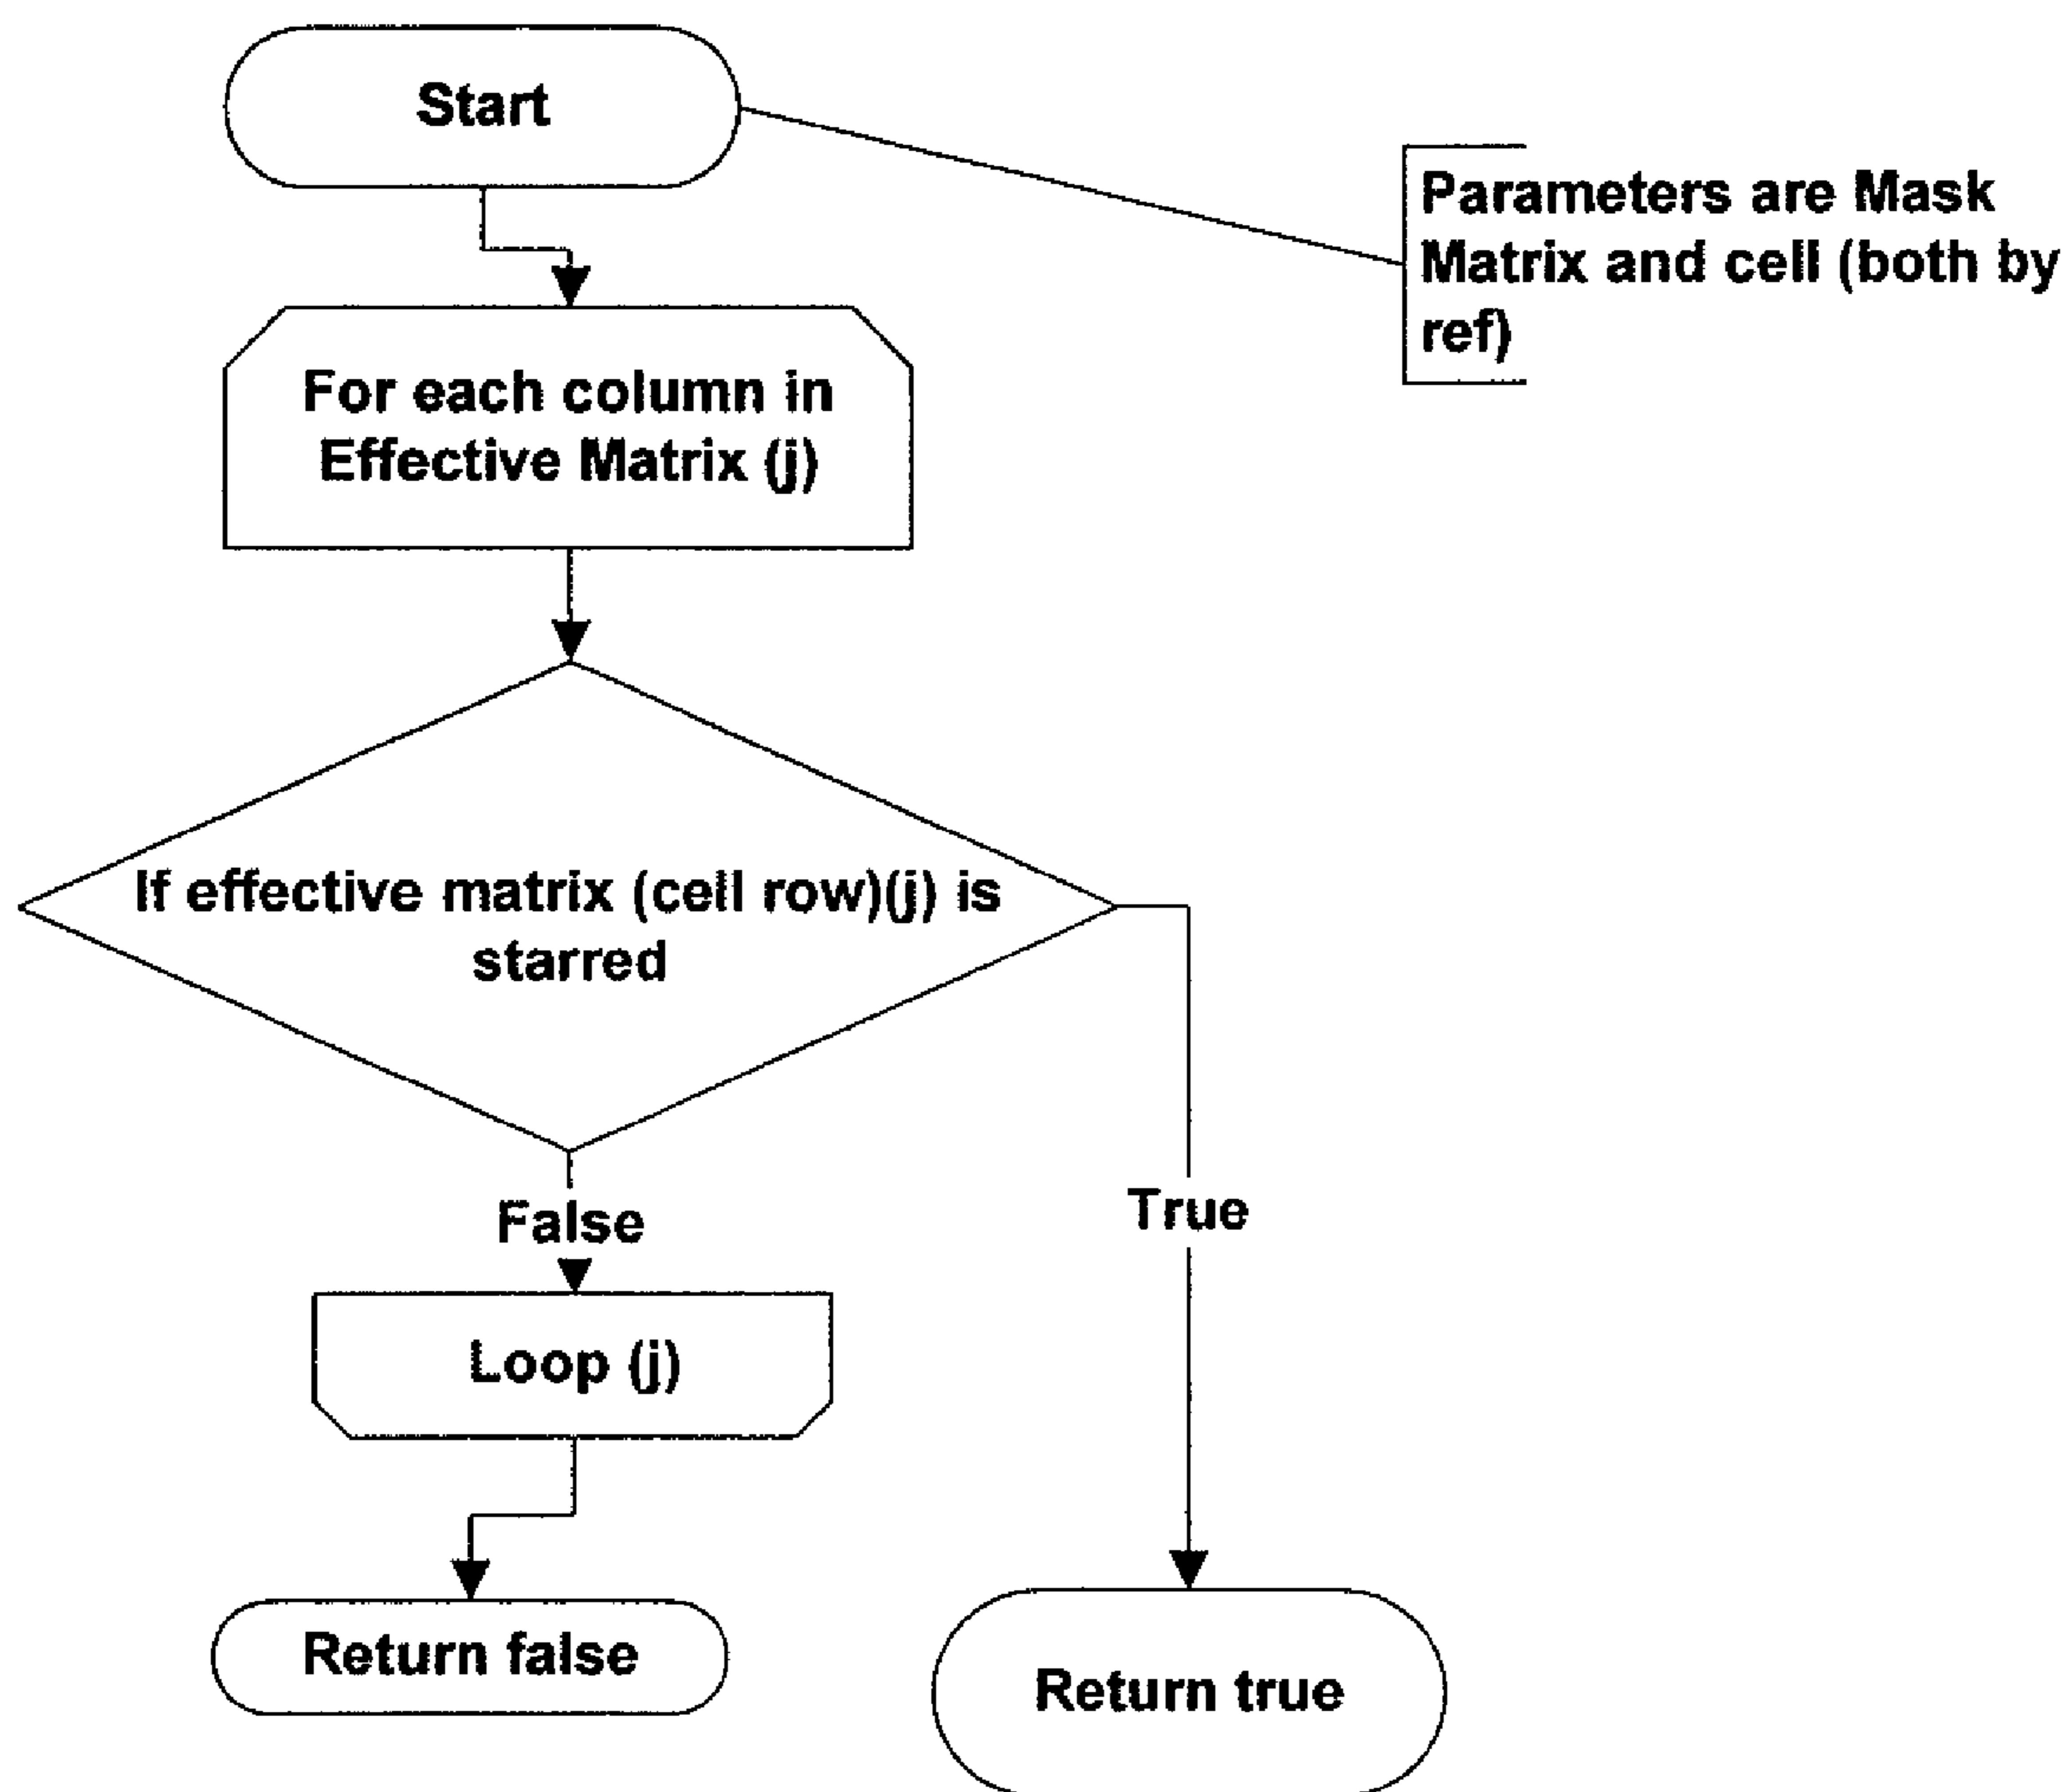 Start
Parameters are Mask
Matrix and cell (both by
ref)
For each column in
Effective Matrix (j)
If effective matrix (cell row)(j) is
starred
False
True
Loop (j)
Return false
Return true